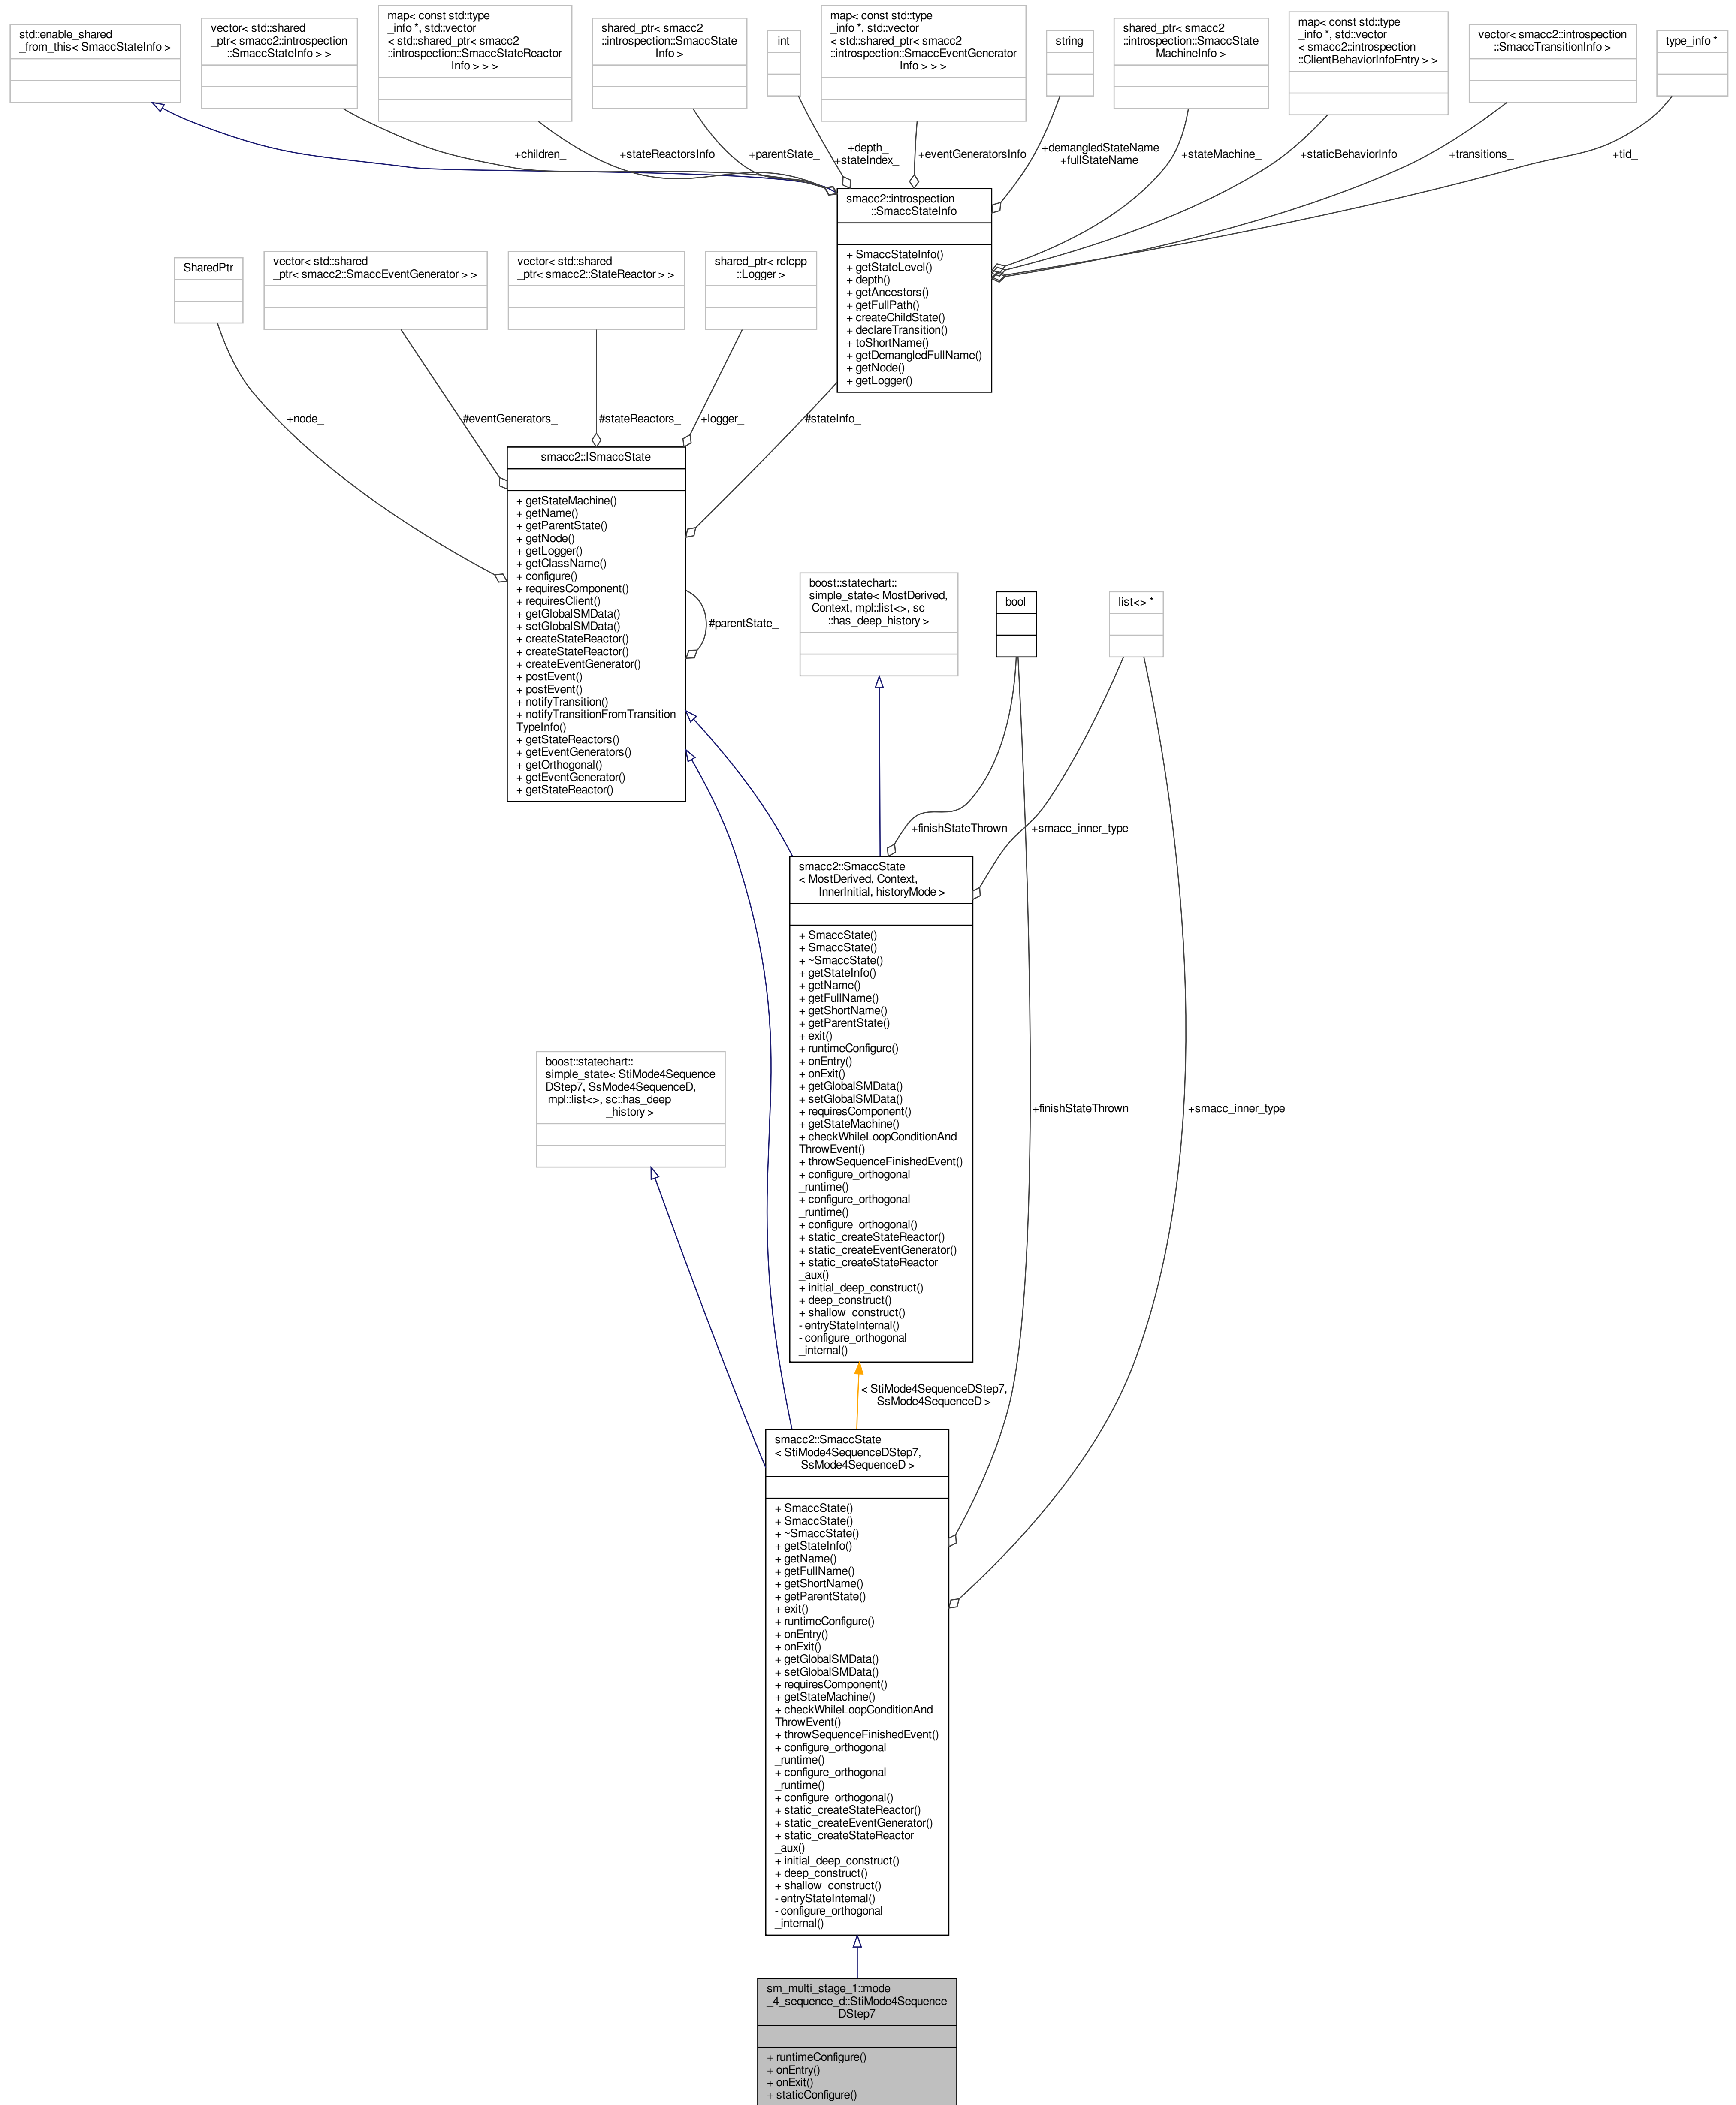 std::enable_shared
_from_this< SmaccStateInfo >
vector< std::shared
_ptr< smacc2::introspection
::SmaccStateInfo > >
map< const std::type
_info *, std::vector
< std::shared_ptr< smacc2
::introspection::SmaccStateReactor
Info > > >
shared_ptr< smacc2
::introspection::SmaccState
Info >
int
map< const std::type
_info *, std::vector
< std::shared_ptr< smacc2
::introspection::SmaccEventGenerator
Info > > >
string
shared_ptr< smacc2
::introspection::SmaccState
MachineInfo >
map< const std::type
_info *, std::vector
< smacc2::introspection
::ClientBehaviorInfoEntry > >
vector< smacc2::introspection
::SmaccTransitionInfo >
type_info *
+children_
+stateReactorsInfo
+parentState_
+depth_
+stateIndex_
+eventGeneratorsInfo
+demangledStateName
+fullStateName
+stateMachine_
+staticBehaviorInfo
+transitions_
+tid_
smacc2::introspection
::SmaccStateInfo
+ SmaccStateInfo()
+ getStateLevel()
+ depth()
+ getAncestors()
+ getFullPath()
+ createChildState()
+ declareTransition()
+ toShortName()
+ getDemangledFullName()
+ getNode()
+ getLogger()
SharedPtr
vector< std::shared
_ptr< smacc2::SmaccEventGenerator > >
vector< std::shared
_ptr< smacc2::StateReactor > >
shared_ptr< rclcpp
::Logger >
+node_
#eventGenerators_
#stateReactors_
+logger_
#stateInfo_
smacc2::ISmaccState
+ getStateMachine()
+ getName()
+ getParentState()
+ getNode()
+ getLogger()
+ getClassName()
+ configure()
+ requiresComponent()
+ requiresClient()
+ getGlobalSMData()
+ setGlobalSMData()
+ createStateReactor()
+ createStateReactor()
+ createEventGenerator()
+ postEvent()
+ postEvent()
+ notifyTransition()
+ notifyTransitionFromTransition
TypeInfo()
+ getStateReactors()
+ getEventGenerators()
+ getOrthogonal()
+ getEventGenerator()
+ getStateReactor()
#parentState_
boost::statechart::
simple_state< MostDerived,
Context, mpl::list<>, sc
::has_deep_history >
bool
list<> *
+finishStateThrown
+smacc_inner_type
smacc2::SmaccState
< MostDerived, Context,
InnerInitial, historyMode >
+ SmaccState()
+ SmaccState()
+ ~SmaccState()
+ getStateInfo()
+ getName()
+ getFullName()
+ getShortName()
+ getParentState()
+ exit()
+ runtimeConfigure()
+ onEntry()
+ onExit()
+ getGlobalSMData()
+ setGlobalSMData()
+ requiresComponent()
+ getStateMachine()
+ checkWhileLoopConditionAnd
ThrowEvent()
+ throwSequenceFinishedEvent()
+ configure_orthogonal
_runtime()
+ configure_orthogonal
_runtime()
+ configure_orthogonal()
+ static_createStateReactor()
+ static_createEventGenerator()
+ static_createStateReactor
_aux()
+ initial_deep_construct()
+ deep_construct()
+ shallow_construct()
- entryStateInternal()
- configure_orthogonal
_internal()
boost::statechart::
simple_state< StiMode4Sequence
DStep7, SsMode4SequenceD,
mpl::list<>, sc::has_deep
_history >
+finishStateThrown
+smacc_inner_type
< StiMode4SequenceDStep7,
SsMode4SequenceD >
smacc2::SmaccState
< StiMode4SequenceDStep7,
SsMode4SequenceD >
+ SmaccState()
+ SmaccState()
+ ~SmaccState()
+ getStateInfo()
+ getName()
+ getFullName()
+ getShortName()
+ getParentState()
+ exit()
+ runtimeConfigure()
+ onEntry()
+ onExit()
+ getGlobalSMData()
+ setGlobalSMData()
+ requiresComponent()
+ getStateMachine()
+ checkWhileLoopConditionAnd
ThrowEvent()
+ throwSequenceFinishedEvent()
+ configure_orthogonal
_runtime()
+ configure_orthogonal
_runtime()
+ configure_orthogonal()
+ static_createStateReactor()
+ static_createEventGenerator()
+ static_createStateReactor
_aux()
+ initial_deep_construct()
+ deep_construct()
+ shallow_construct()
- entryStateInternal()
- configure_orthogonal
_internal()
sm_multi_stage_1::mode
_4_sequence_d::StiMode4Sequence
DStep7
+ runtimeConfigure()
+ onEntry()
+ onExit()
+ staticConfigure()